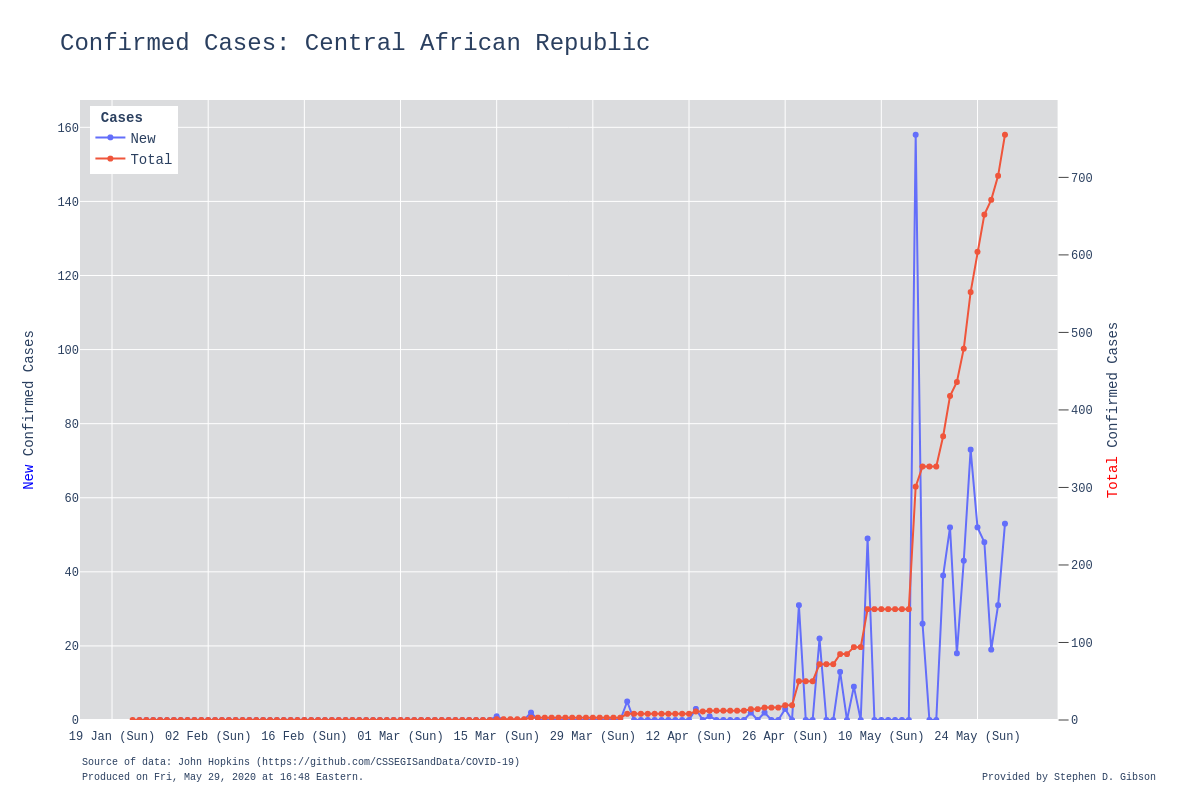 Confirmed Cases: Central African Republic
Cases
New
Total
160
140
120
100
80
60
40
20
0
New Confirmed Cases
700
600
500
400
300
200
100
0
Total Confirmed Cases
19 Jan (Sun) 02 Feb (Sun) 16 Feb (Sun) 01 Mar (Sun) 15 Mar (Sun) 29 Mar (Sun) 12 Apr (Sun) 26 Apr (Sun) 10 May (Sun) 24 May (Sun)
Source of data: John Hopkins (https://github.com/CSSEGISandData/COVID-19)
Produced on Fri, May 29, 2020 at 16:48 Eastern.
Provided by Stephen D. Gibson